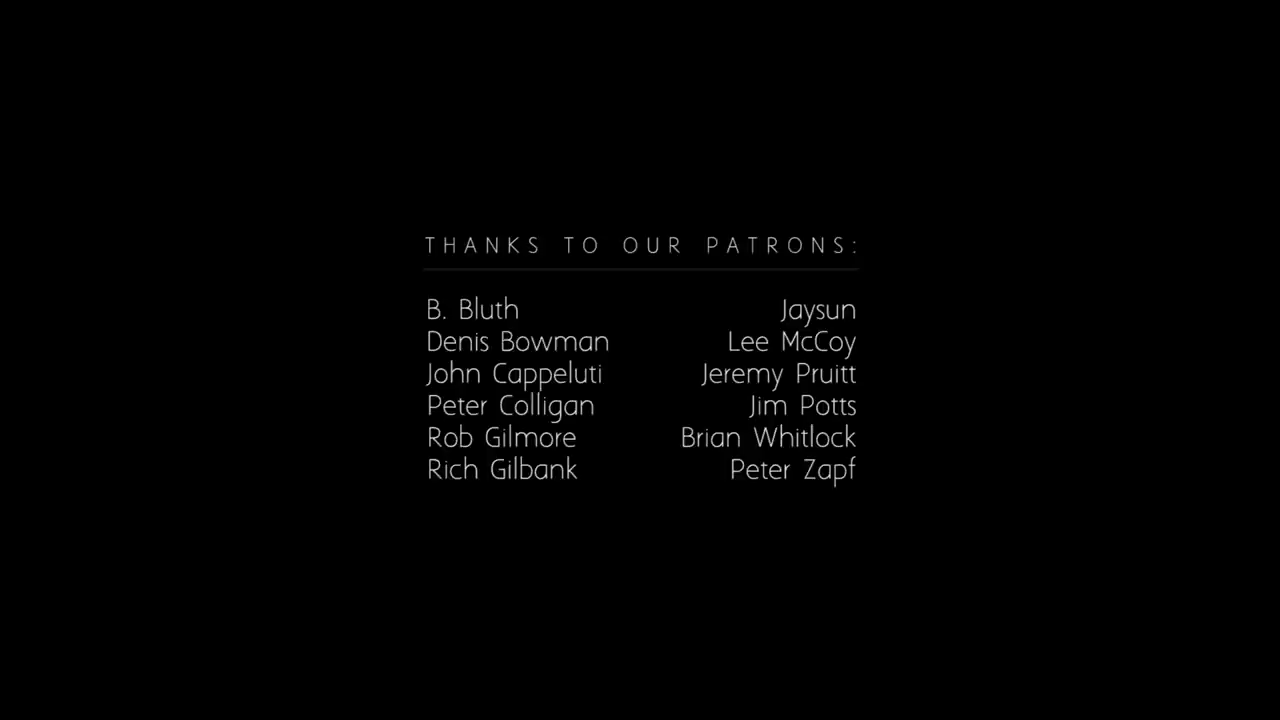 THANKS TO OUR PATRONS:
B. Bluth
Denis Bowman
John Cappeluti
Peter Colligan
Rob Gilmore
Rich Gilbank
Jaysun
Lee McCoy
Jeremy Pruitt
Jim Potts
Brian Whitlock
Peter Zapf